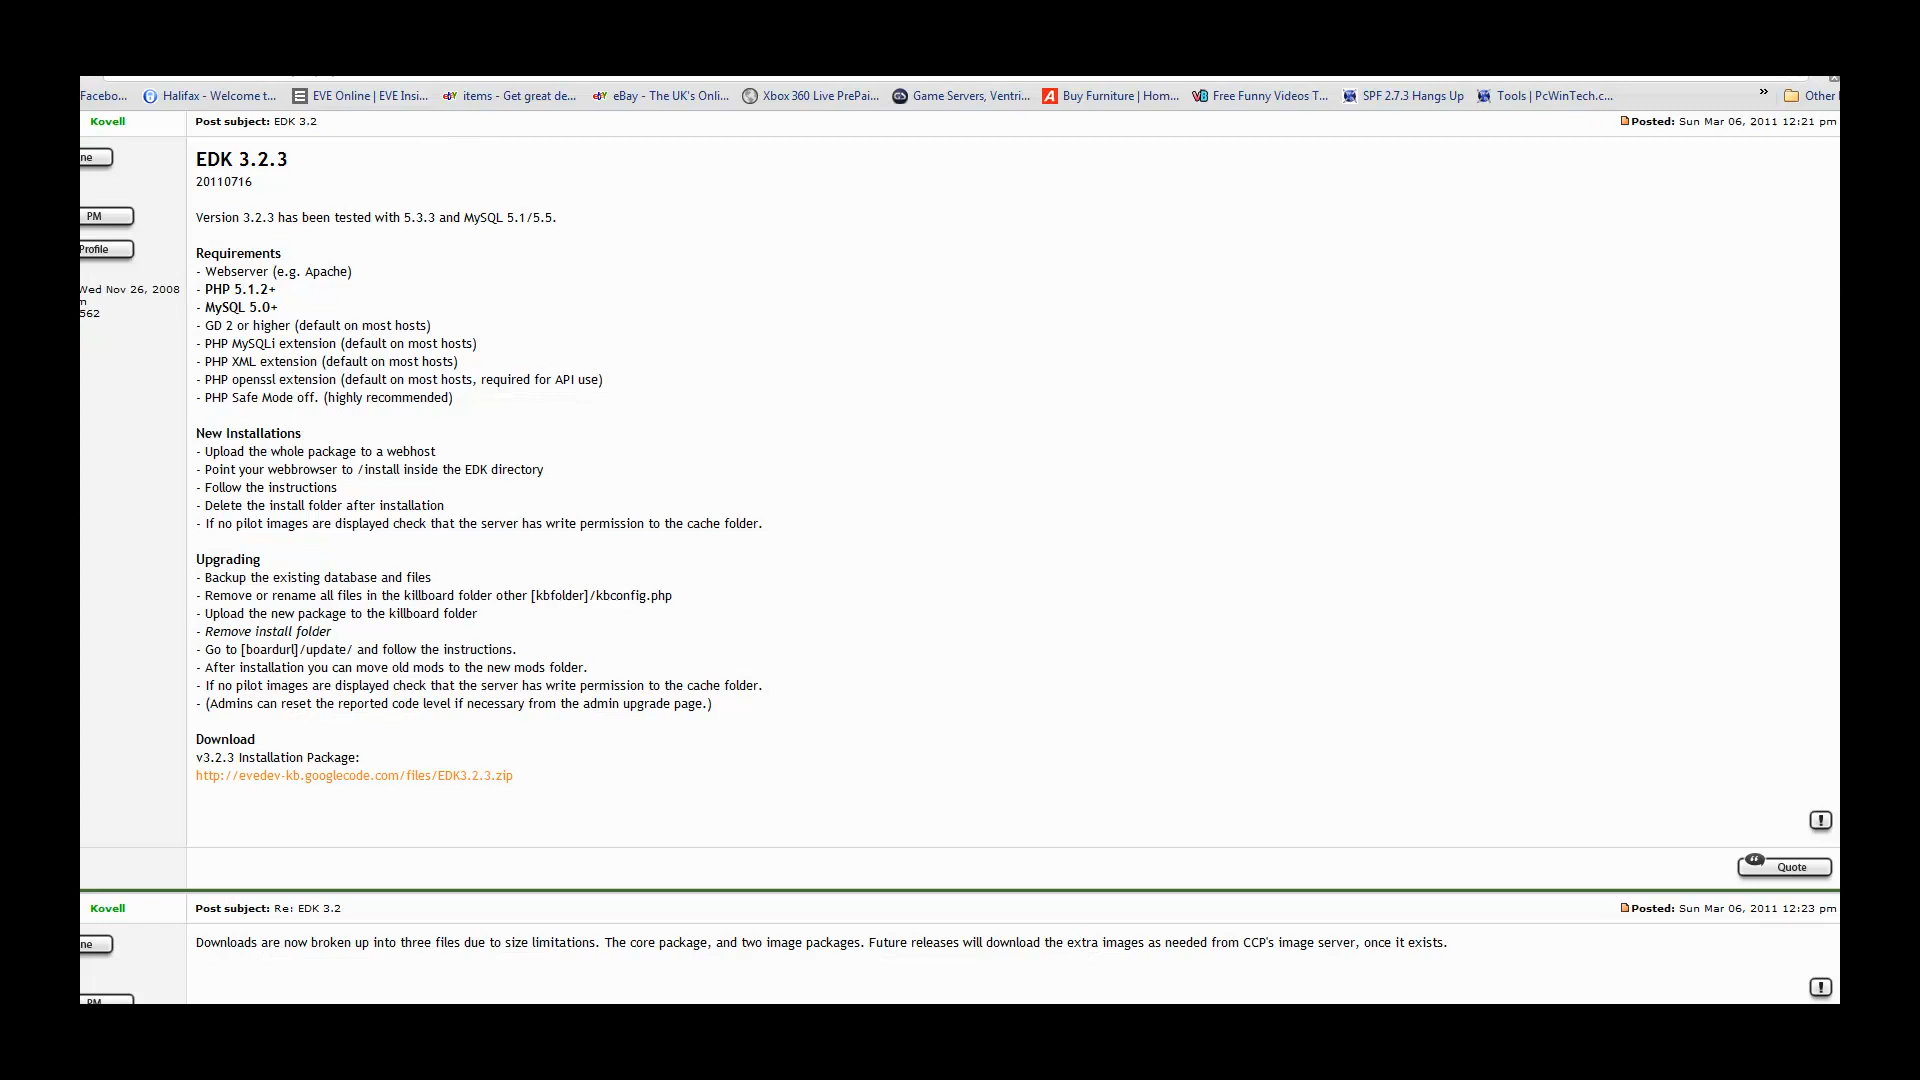 Facebo... Halifax - Welcome t... EVE Online | EVE Insi... items - Get great de... eBay - The UK's Onli... Xbox 360 Live PrePai... Game Servers, Ventri... Buy Furniture | Hom... Free Funny Videos T... SPF 2.7.3 Hangs Up Tools | PcWinTech.c... » Other
Kovell Post subject: EDK 3.2 Posted: Sun Mar 06, 2011 12:21 pm
ne
EDK 3.2.3
20110716
PM
Version 3.2.3 has been tested with 5.3.3 and MySQL 5.1/5.5.
Profile
Requirements
- Webserver (e.g. Apache)
- PHP 5.1.2+
Wed Nov 26, 2008
m
562
- MySQL 5.0+
- GD 2 or higher (default on most hosts)
- PHP MySQLi extension (default on most hosts)
- PHP XML extension (default on most hosts)
- PHP openssl extension (default on most hosts, required for API use)
- PHP Safe Mode off. (highly recommended)
New Installations
- Upload the whole package to a webhost
- Point your webbrowser to /install inside the EDK directory
- Follow the instructions
- Delete the install folder after installation
- If no pilot images are displayed check that the server has write permission to the cache folder.
Upgrading
- Backup the existing database and files
- Remove or rename all files in the killboard folder other [kbfolder]/kbconfig.php
- Upload the new package to the killboard folder
- Remove install folder
- Go to [boardurl]/update/ and follow the instructions.
- After installation you can move old mods to the new mods folder.
- If no pilot images are displayed check that the server has write permission to the cache folder.
- (Admins can reset the reported code level if necessary from the admin upgrade page.)
Download
v3.2.3 Installation Package:
http://evedev-kb.googlecode.com/files/EDK3.2.3.zip
!
Quote
Kovell Post subject: Re: EDK 3.2 Posted: Sun Mar 06, 2011 12:23 pm
ne
Downloads are now broken up into three files due to size limitations. The core package, and two image packages. Future releases will download the extra images as needed from CCP's image server, once it exists.
!
PM